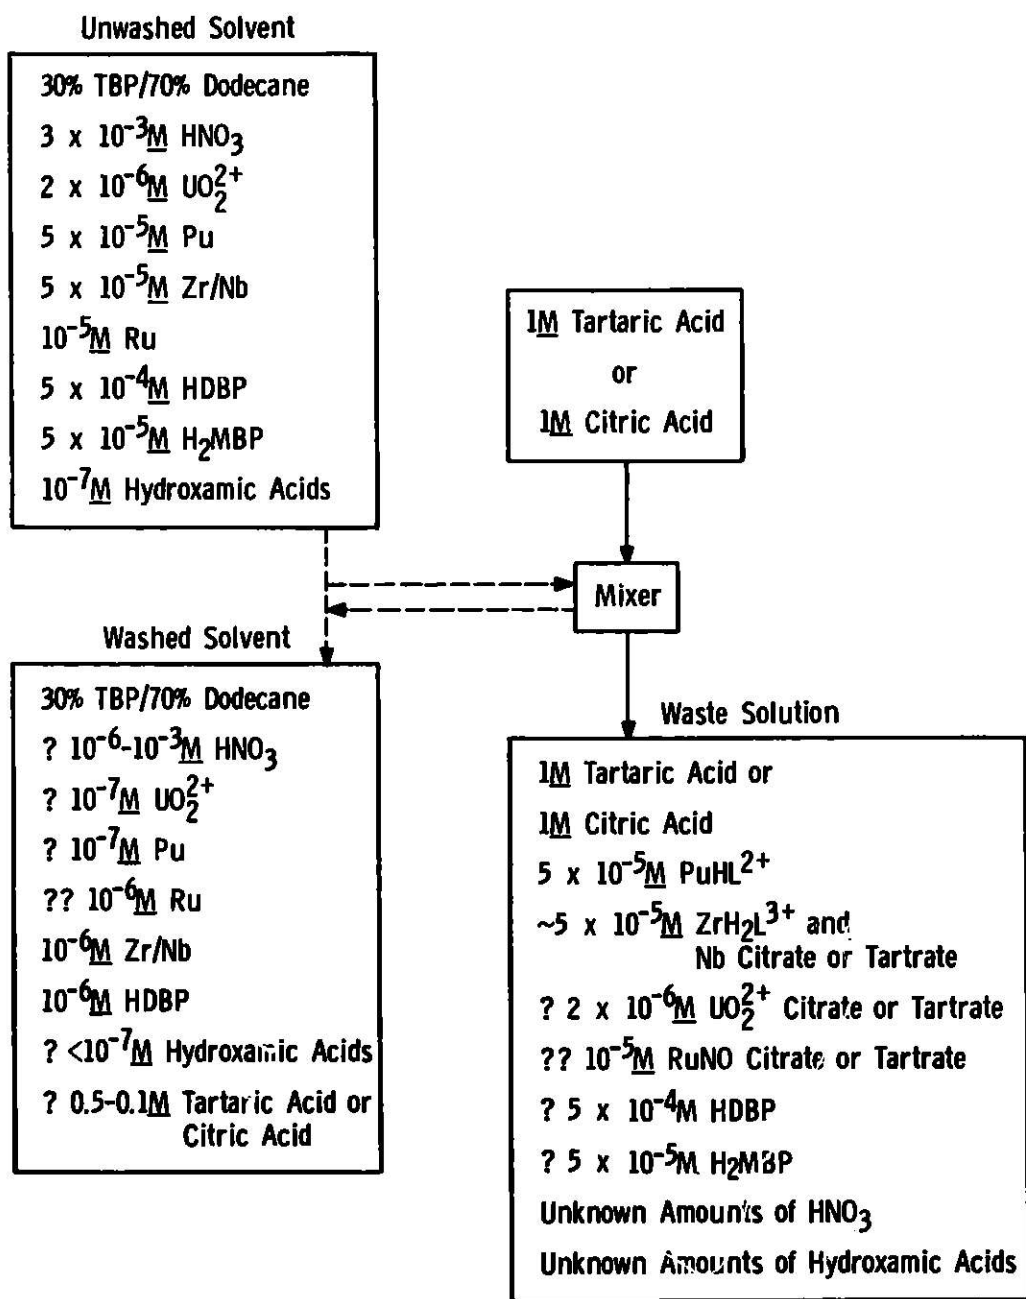 Unwashed Solvent
30% TBP/70% Dodecane
3 x 10⁻³M HNO₃
2 x 10⁻⁶M UO₂²⁺
5 x 10⁻⁵M Pu
5 x 10⁻⁵M Zr/Nb
10⁻⁵M Ru
5 x 10⁻⁴M HDBP
5 x 10⁻⁵M H₂MBP
10⁻⁷M Hydroxamic Acids
1M Tartaric Acid
or
1M Citric Acid
Mixer
Washed Solvent
30% TBP/70% Dodecane
? 10⁻⁶-10⁻³M HNO₃
? 10⁻⁷M UO₂²⁺
? 10⁻⁷M Pu
?? 10⁻⁶M Ru
10⁻⁶M Zr/Nb
10⁻⁶M HDBP
? <10⁻⁷M Hydroxamic Acids
? 0.5-0.1M Tartaric Acid or
Citric Acid
Waste Solution
1M Tartaric Acid or
1M Citric Acid
5 x 10⁻⁵M PuHL²⁺
~5 x 10⁻⁵M ZrH₂L³⁺ and
Nb Citrate or Tartrate
? 2 x 10⁻⁶M UO₂²⁺ Citrate or Tartrate
?? 10⁻⁵M RuNO Citrate or Tartrate
? 5 x 10⁻⁴M HDBP
? 5 x 10⁻⁵M H₂MBP
Unknown Amounts of HNO₃
Unknown Amounts of Hydroxamic Acids